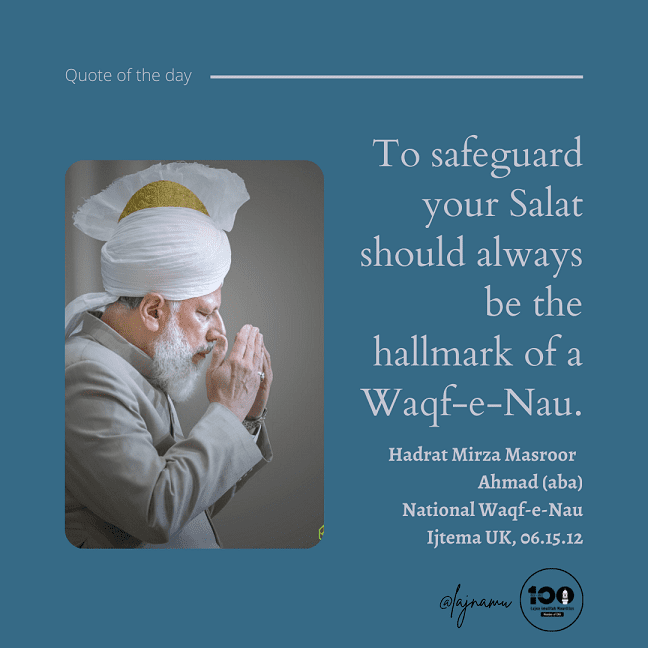 Quote of the day
To safeguard
your Salat
should always
be the
hallmark of a
Waqf-e-Nau.
Hadrat Mirza Masroor
Ahmad (aba)
National Waqf-e-Nau
Ijtema UK, 06.15.12
@lajnamu
100